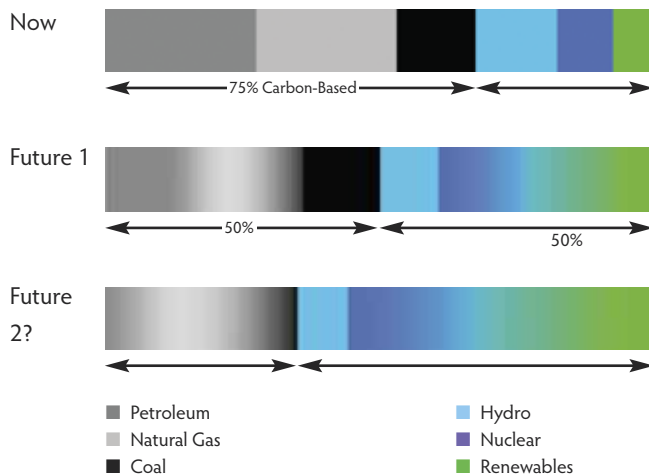 Now
75% Carbon-Based
Future 1
50%
50%
Future
2?
Petroleum
Hydro
Natural Gas
Nuclear
Coal
Renewables